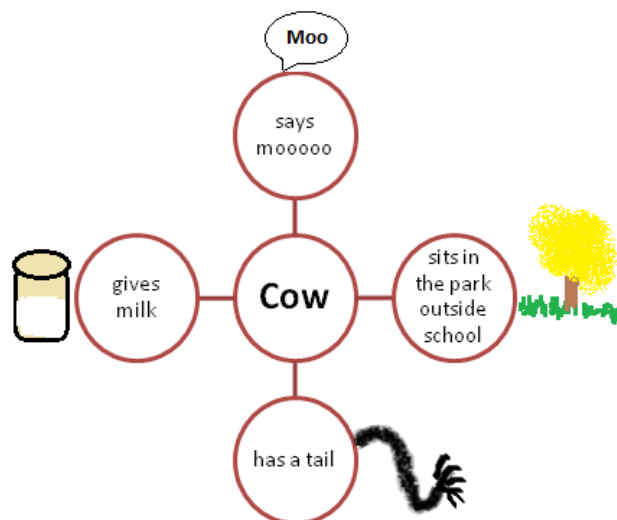 Moo
says
mooooo
gives
milk
Cow
sits in
the park
outside
school
has a tail